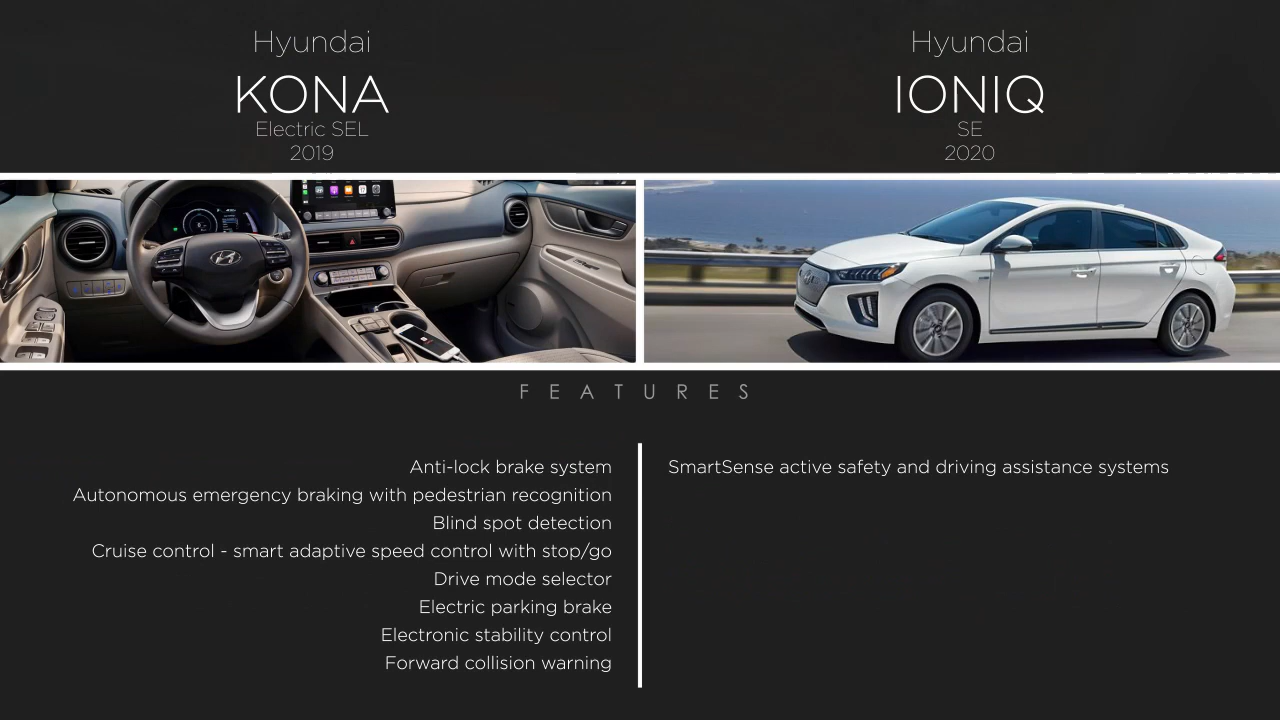 Hyundai
KONA
Electric SEL
2019
Hyundai
IONIQ
SE
2020
FEATURES
Anti-lock brake system
Autonomous emergency braking with pedestrian recognition
Blind spot detection
Cruise control - smart adaptive speed control with stop/go
Drive mode selector
Electric parking brake
Electronic stability control
Forward collision warning
SmartSense active safety and driving assistance systems